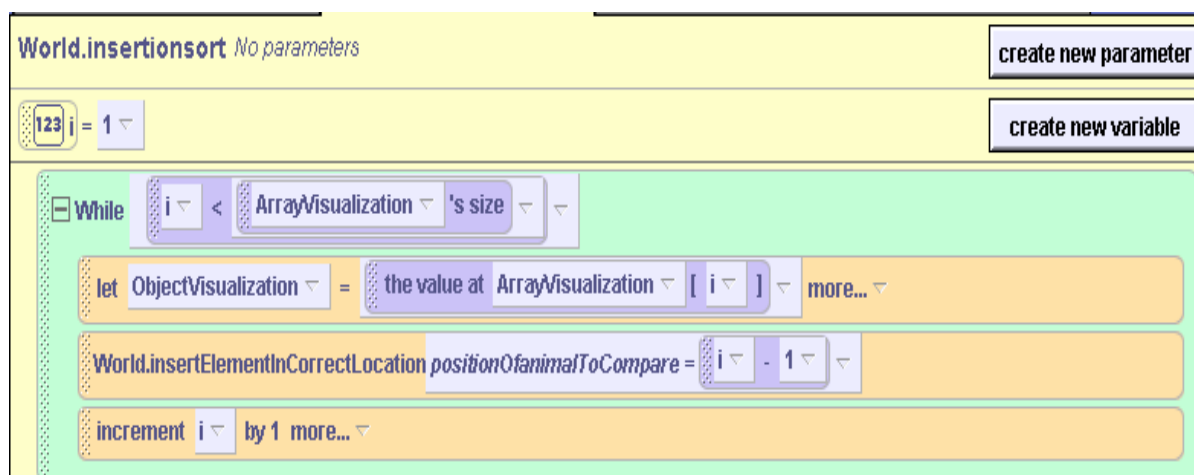 World.insertionsort No parameters create new parameter
123 i = 1 create new variable
While i < ArrayVisualization 's size
let ObjectVisualization = the value at ArrayVisualization [ i ] more...
World.insertElementInCorrectLocation positionOfanimalToCompare = i - 1
increment i by 1 more...